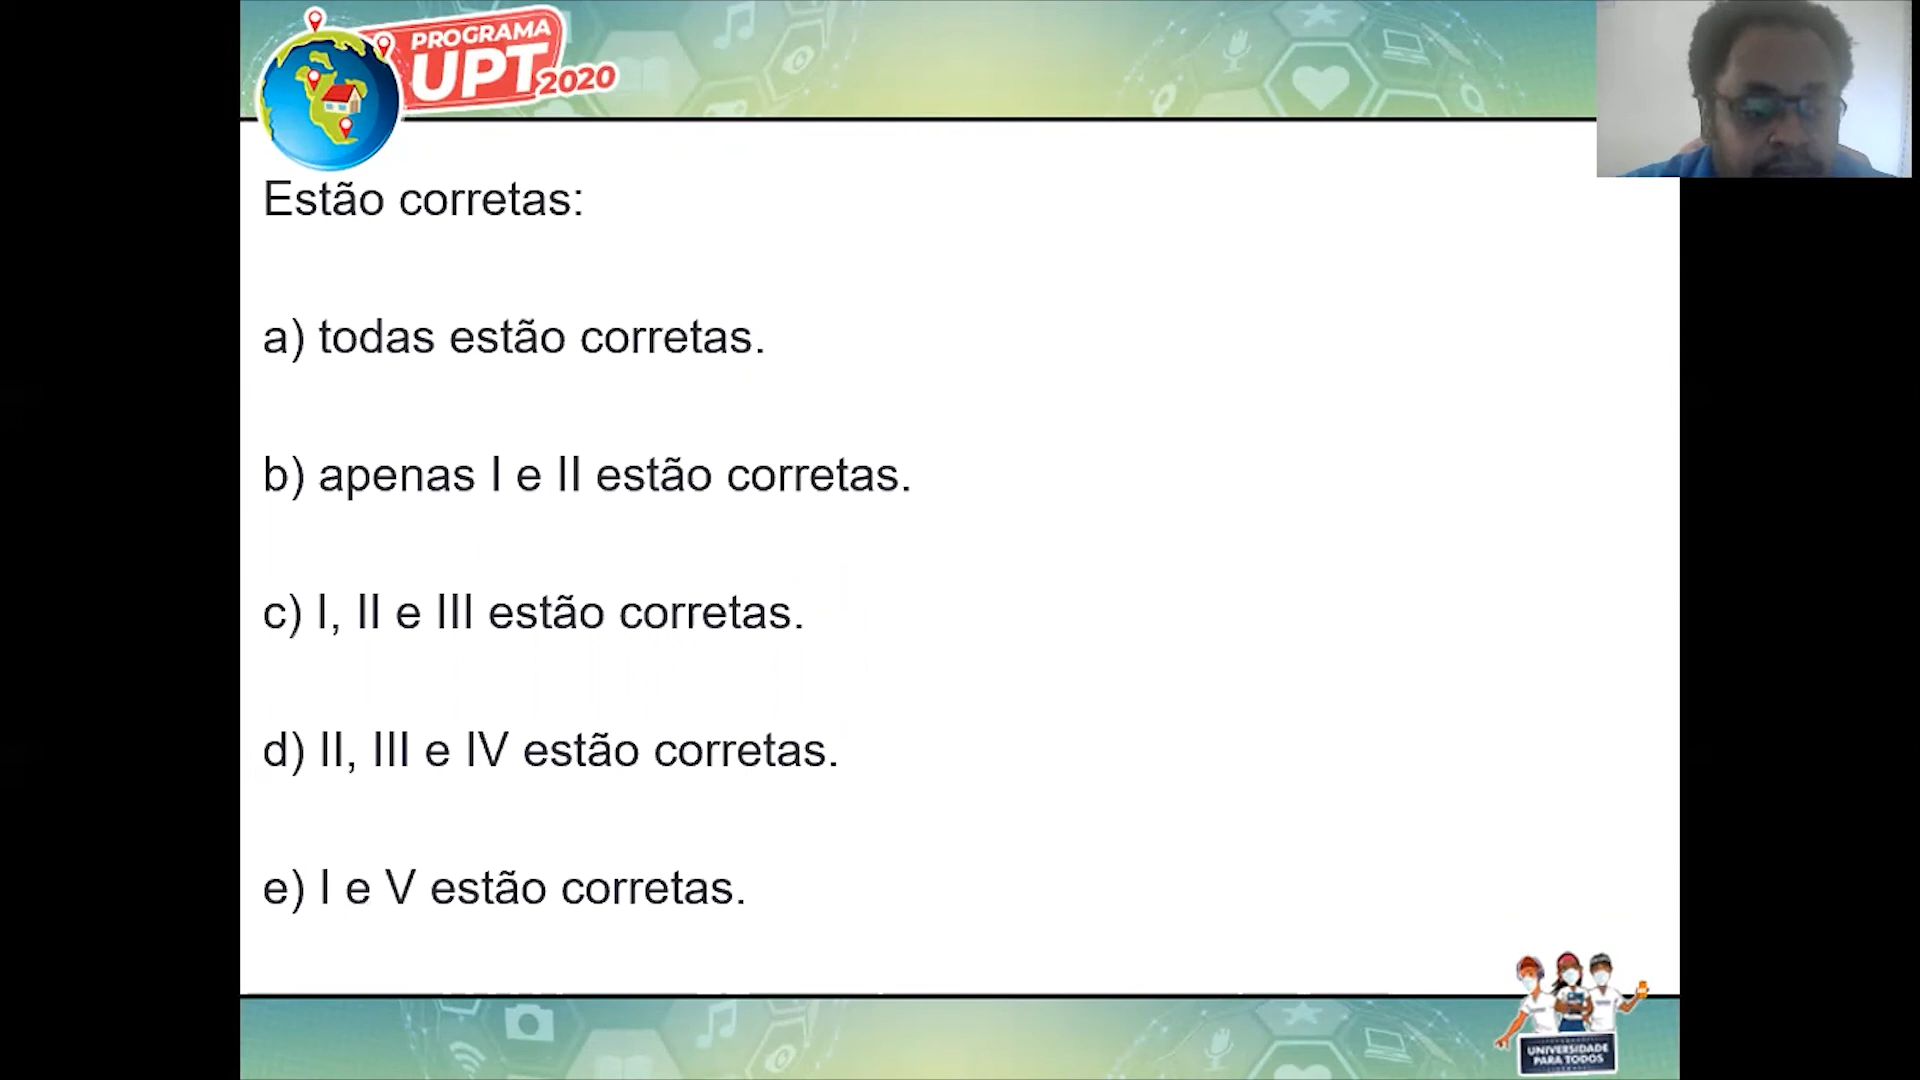 PROGRAMA
UPT 2020
Estão corretas:
a) todas estão corretas.
b) apenas I e II estão corretas.
c) I, II e III estão corretas.
d) II, III e IV estão corretas.
e) I e V estão corretas.
UNIVERSIDADE
PARA TODOS